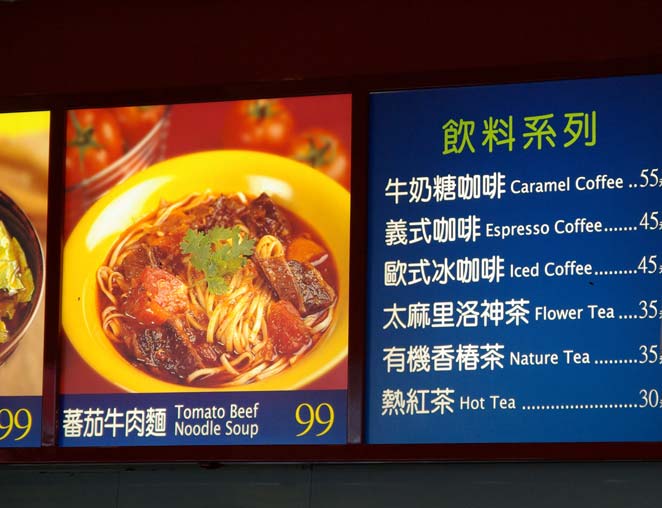 99
蕃茄牛肉麵 Tomato Beef Noodle Soup 99
飲料系列
牛奶糖咖啡 Caramel Coffee ..55
義式咖啡 Espresso Coffee.......45
歐式冰咖啡 Iced Coffee........45
太麻里洛神茶 Flower Tea ....35
有機香椿茶 Nature Tea ........35
熱紅茶 Hot Tea ......................30